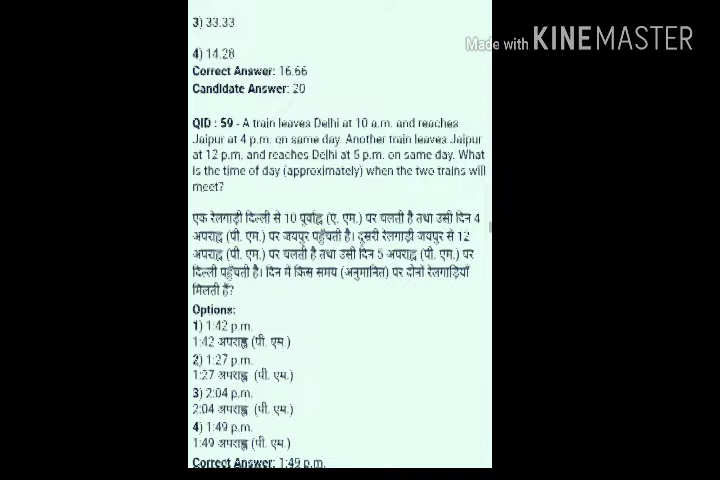 3) 33.33
Made with KINEMASTER
4) 14.28
Correct Answer: 16.66
Candidate Answer: 20
QID : 59 - A train leaves Delhi at 10 a.m. and reaches
Jaipur at 4 p.m. on same day. Another train leaves Jaipur
at 12 p.m. and reaches Delhi at 5 p.m. on same day. What
is the time of day (approximately) when the two trains will
meet?
एक रेलगाड़ी दिल्ली से 10 पूर्वाह्न (ए. एम.) पर चलती है तथा उसी दिन 4
अपराह्न (पी. एम.) पर जयपुर पहुँचती है। दूसरी रेलगाड़ी जयपुर से 12
अपराह्न (पी. एम.) पर चलती है तथा उसी दिन 5 अपराह्न (पी. एम.) पर
दिल्ली पहुँचती है। दिन में किस समय (अनुमानित) पर दोनों रेलगाड़ियाँ
मिलती हैं?
Options:
1) 1:42 p.m.
1:42 अपराह्न (पी. एम.)
2) 1:27 p.m.
1:27 अपराह्न (पी. एम.)
3) 2:04 p.m.
2:04 अपराह्न (पी. एम.)
4) 1:49 p.m.
1:49 अपराह्न (पी. एम.)
Correct Answer: 1:49 p.m.